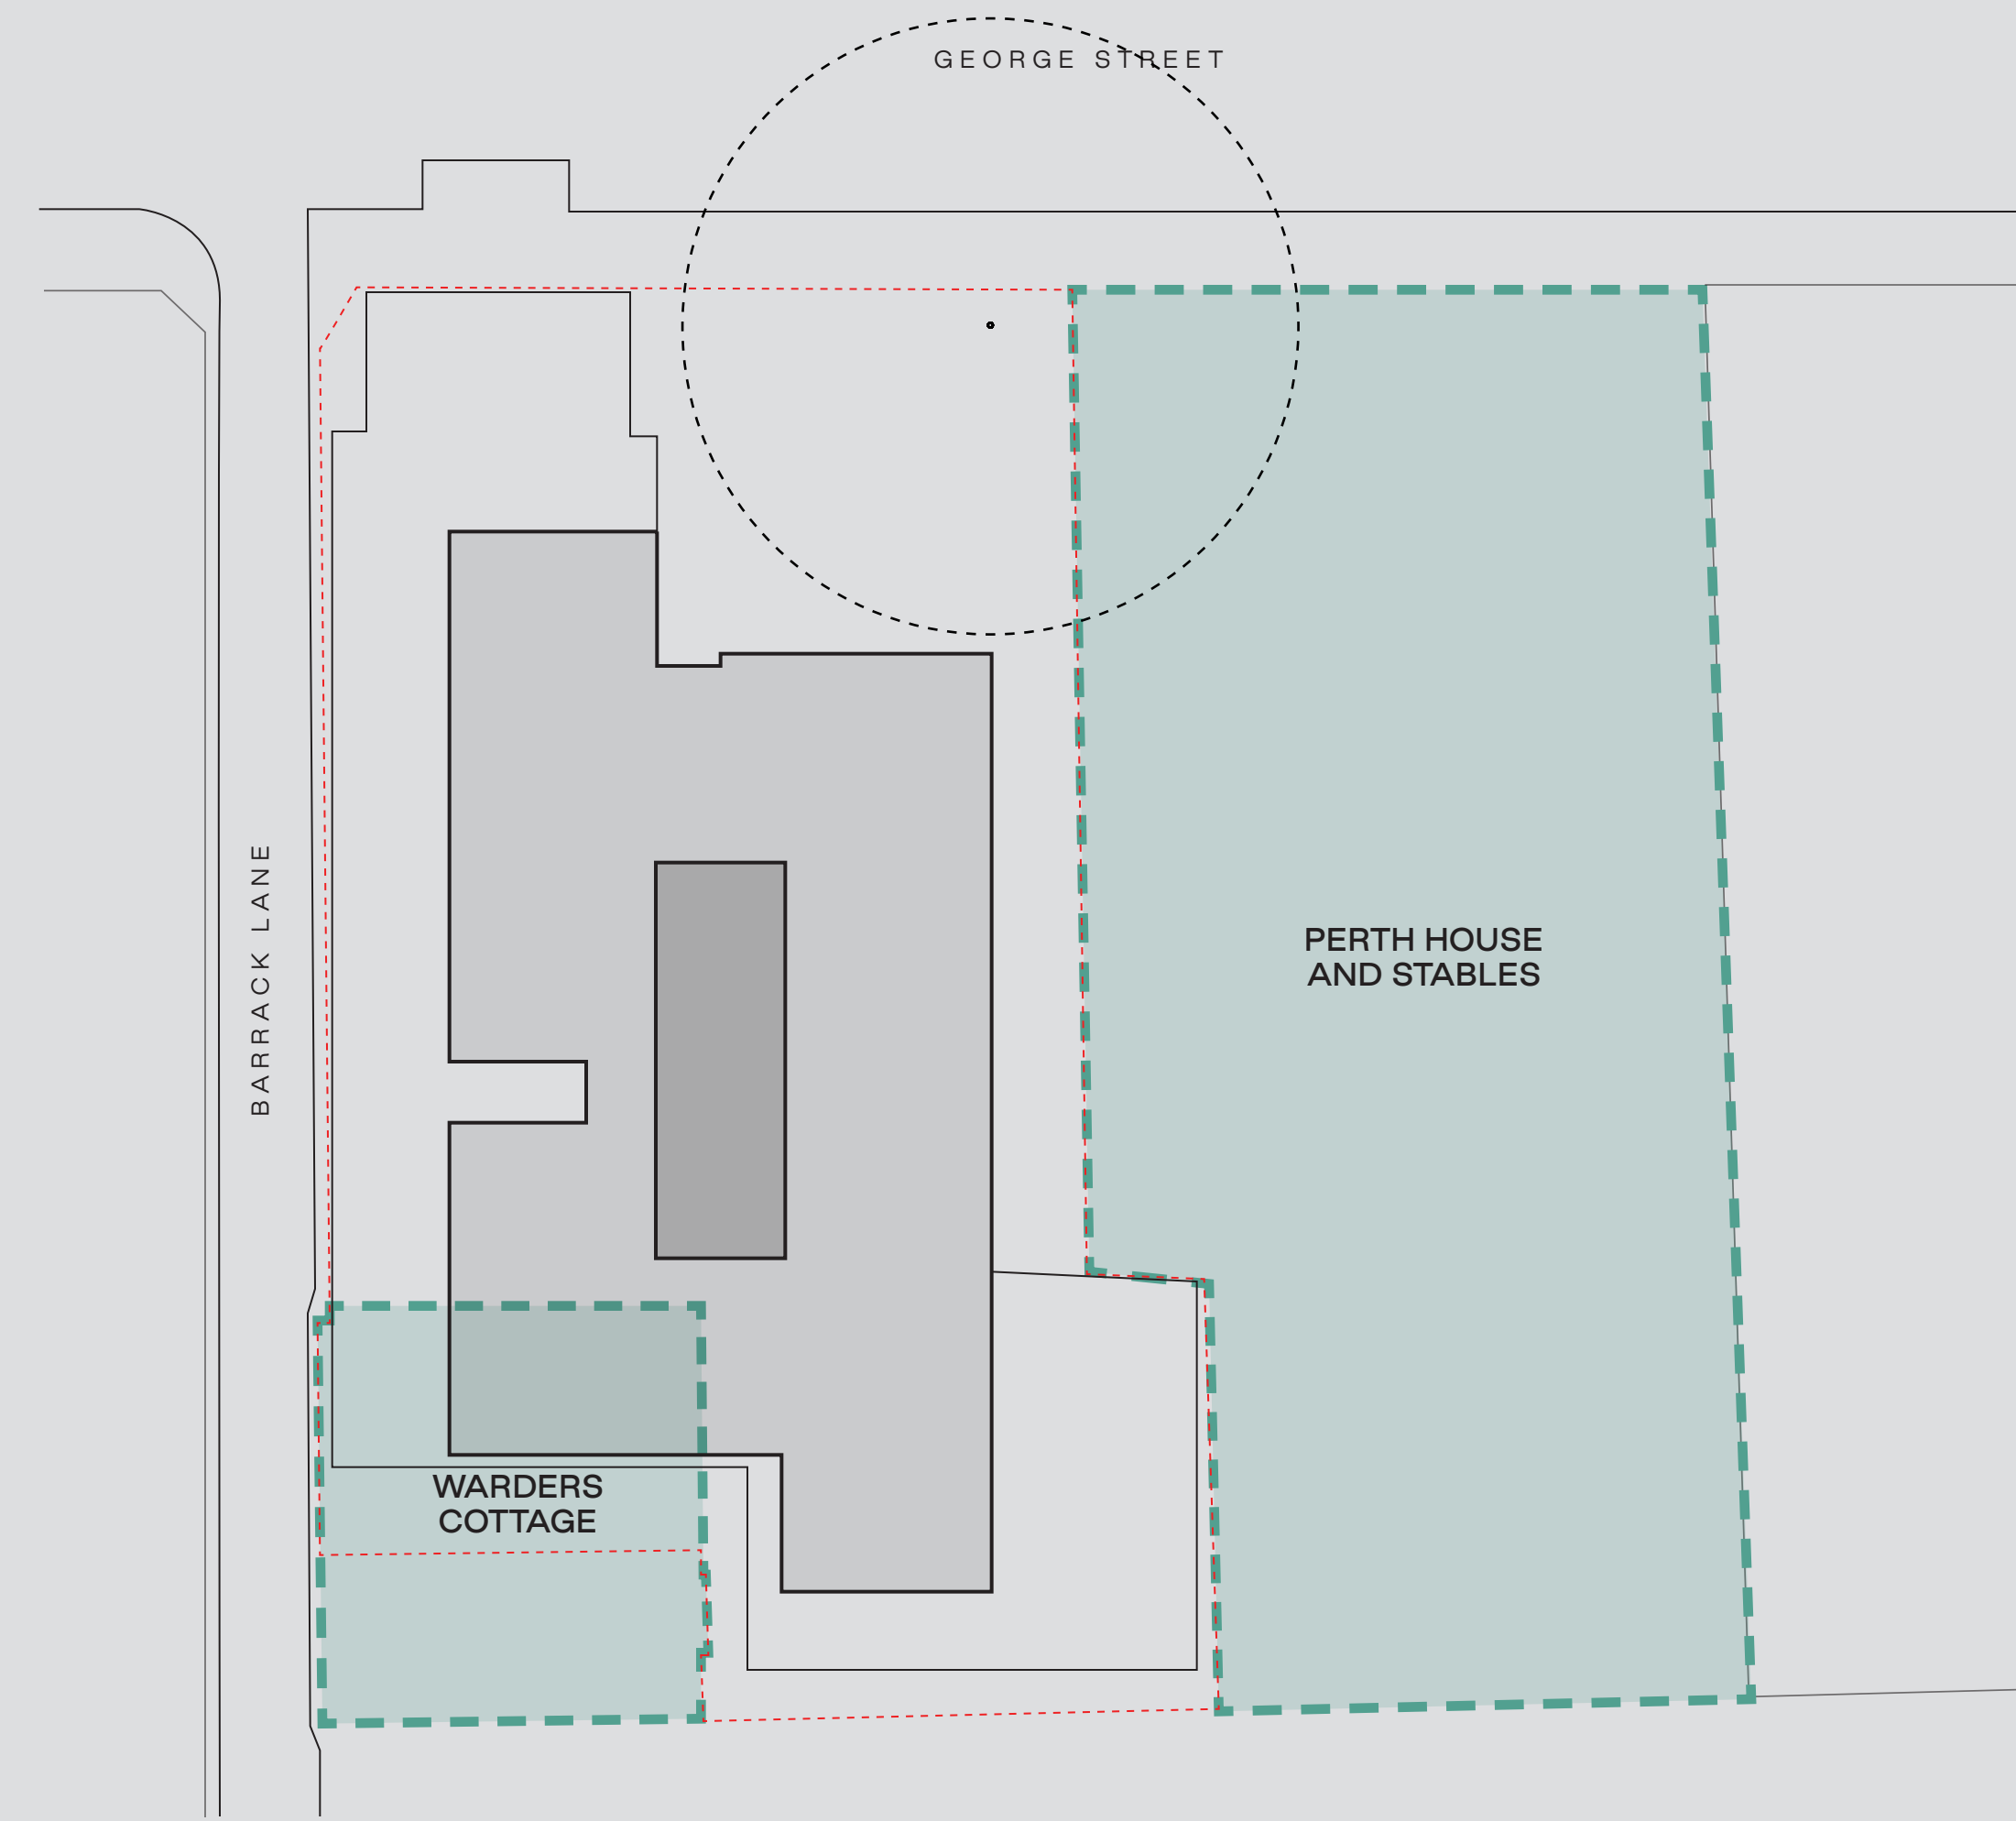 GEORGE STREET
BARRACK LANE
PERTH HOUSE
AND STABLES
WARDERS
COTTAGE